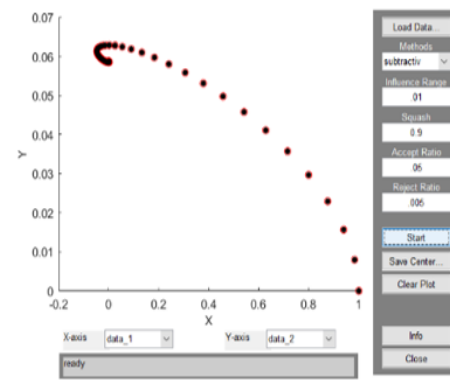 0.07
0.06
0.05
0.04
0.03
0.02
0.01
0
Y
-0.2 0 0.2 0.4 0.6 0.8 1
X
X-axis data_1 Y-axis data_2
ready
Load Data...
Methods
subtractiv
Influence Range
.01
Squash
0.9
Accept Ratio
.05
Reject Ratio
.005
Start
Save Center...
Clear Plot
Info
Close